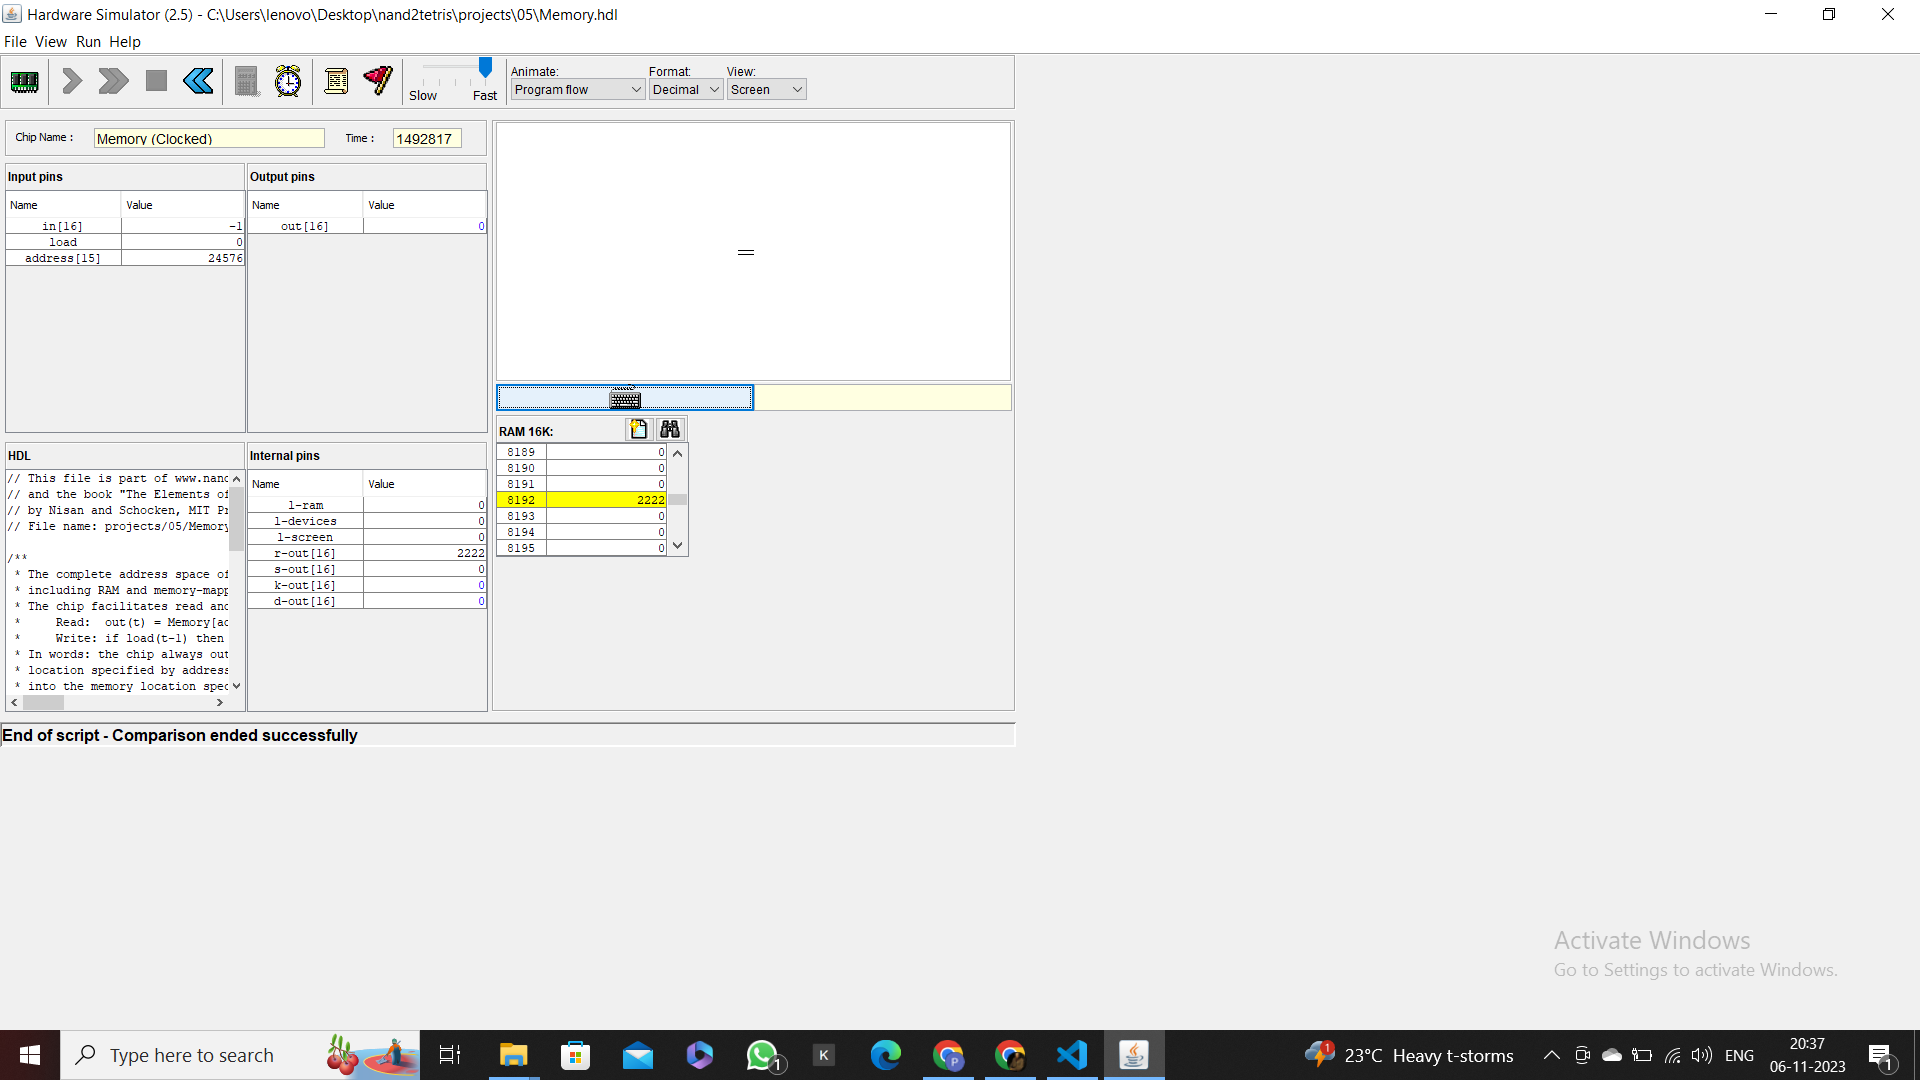 Hardware Simulator (2.5) - C:\Users\lenovo\Desktop\nand2tetris\projects\05\Memory.hdl
File View Run Help
Slow Fast
Animate: Format: View:
Program flow Decimal Screen
Chip Name : Memory (Clocked) Time : 1492817
Input pins
Name Value
in[16] -1
load 0
address[15] 24576
Output pins
Name Value
out[16] 0
HDL
// This file is part of www.nand
// and the book "The Elements of
// by Nisan and Schocken, MIT Pr
// File name: projects/05/Memory
/**
* The complete address space of
* including RAM and memory-mapp
* The chip facilitates read and
* Read: out(t) = Memory[ad
* Write: if load(t-1) then
* In words: the chip always out
* location specified by address
* into the memory location spec
Internal pins
Name Value
l-ram 0
l-devices 0
l-screen 0
r-out[16] 2222
s-out[16] 0
k-out[16] 0
d-out[16] 0
RAM 16K:
8189 0
8190 0
8191 0
8192 2222
8193 0
8194 0
8195 0
End of script - Comparison ended successfully
Activate Windows
Go to Settings to activate Windows.
Type here to search
1
K
P
1
23°C Heavy t-storms
ENG
20:37
06-11-2023
1